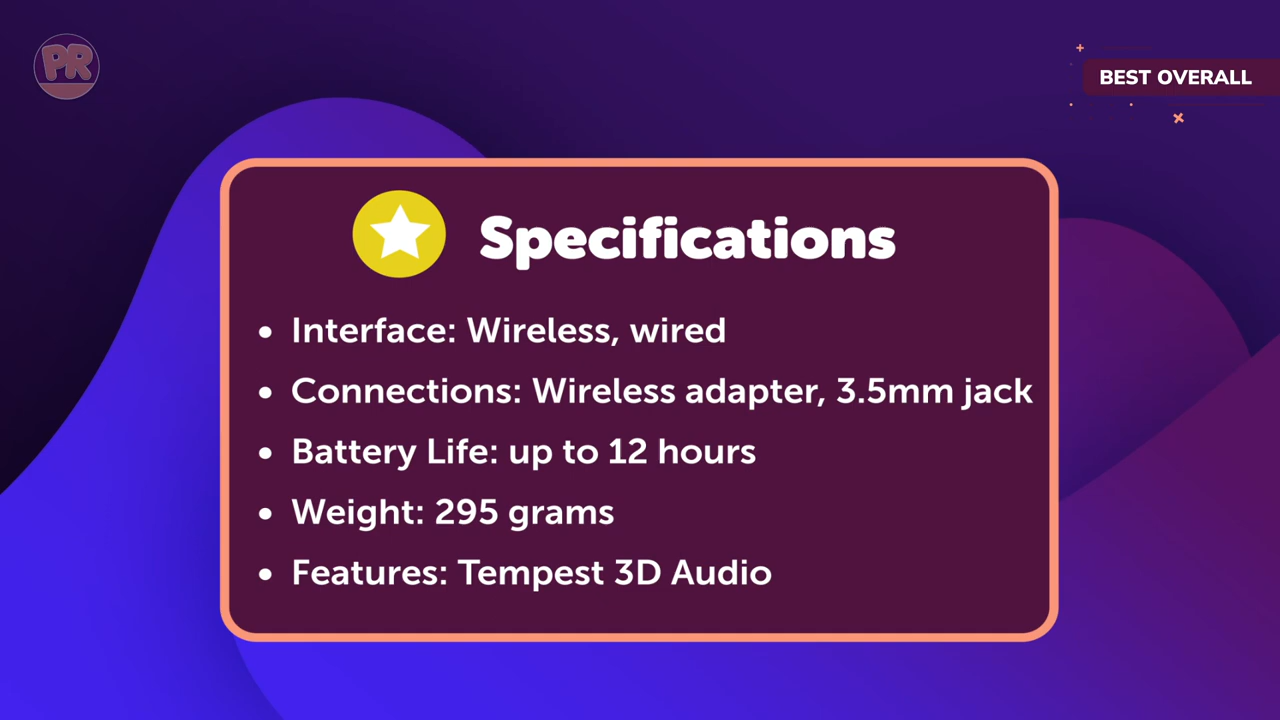 PR
BEST OVERALL
Specifications
• Interface: Wireless, wired
• Connections: Wireless adapter, 3.5mm jack
• Battery Life: up to 12 hours
• Weight: 295 grams
• Features: Tempest 3D Audio